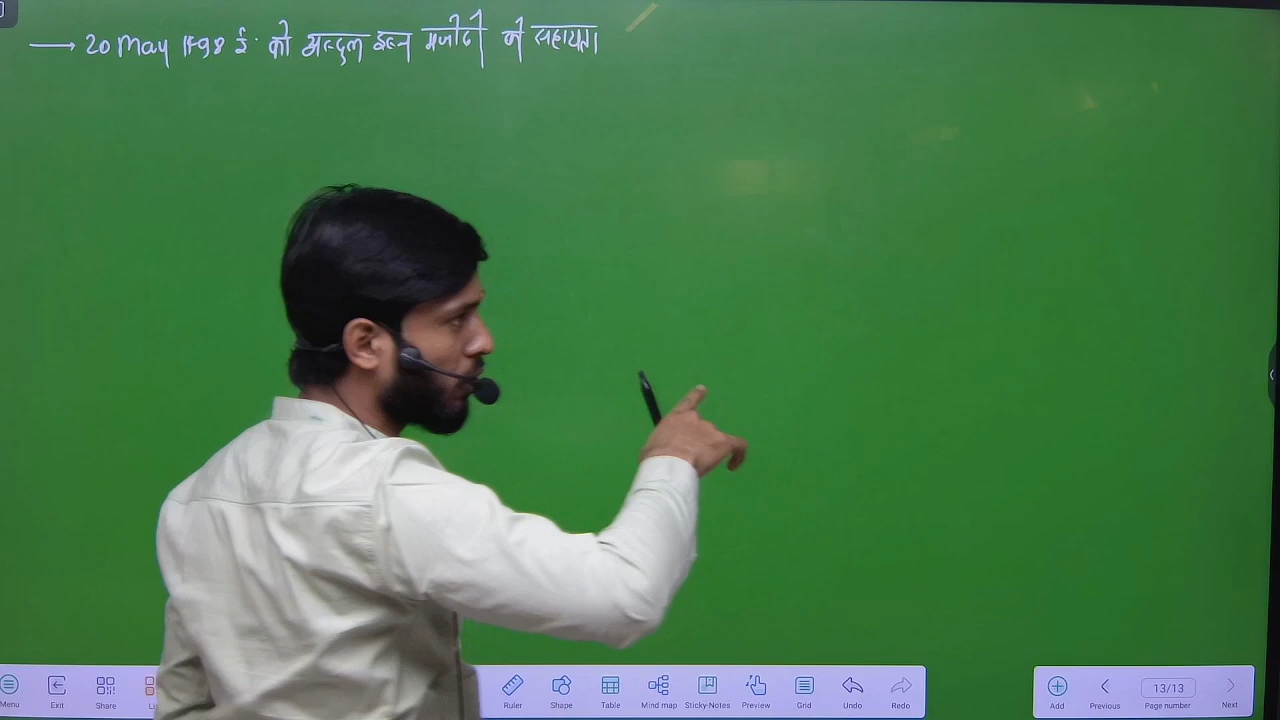 → 20 May 1498 ई. को अब्दुल इब्न मजीदी ने सहायता
Menu Exit Share Ruler Shape Table Mind map Sticky-Notes Preview Grid Undo Redo Add Previous 13/13 Page number Next